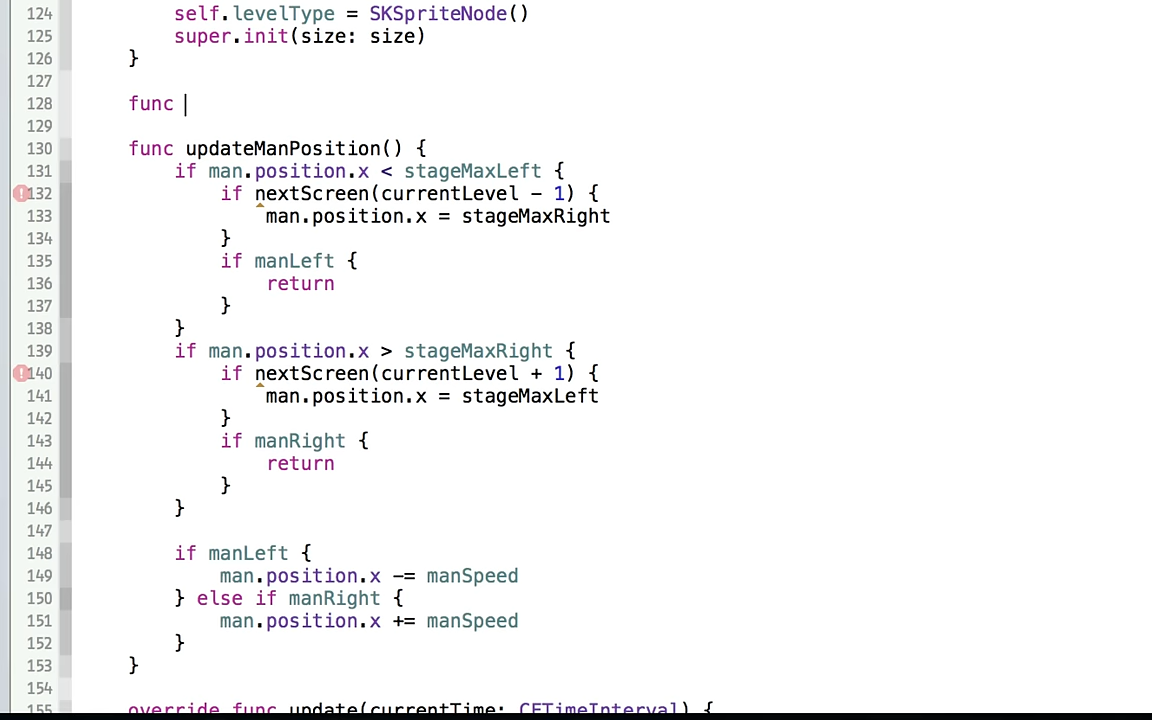 124 self.levelType = SKSpriteNode()
125 super.init(size: size)
126 }
127
128 func
129
130 func updateManPosition() {
131 if man.position.x < stageMaxLeft {
132 if nextScreen(currentLevel - 1) {
133 man.position.x = stageMaxRight
134 }
135 if manLeft {
136 return
137 }
138 }
139 if man.position.x > stageMaxRight {
140 if nextScreen(currentLevel + 1) {
141 man.position.x = stageMaxLeft
142 }
143 if manRight {
144 return
145 }
146 }
147
148 if manLeft {
149 man.position.x -= manSpeed
150 } else if manRight {
151 man.position.x += manSpeed
152 }
153 }
154
155 override func update(currentTime: CFTimeInterval) {